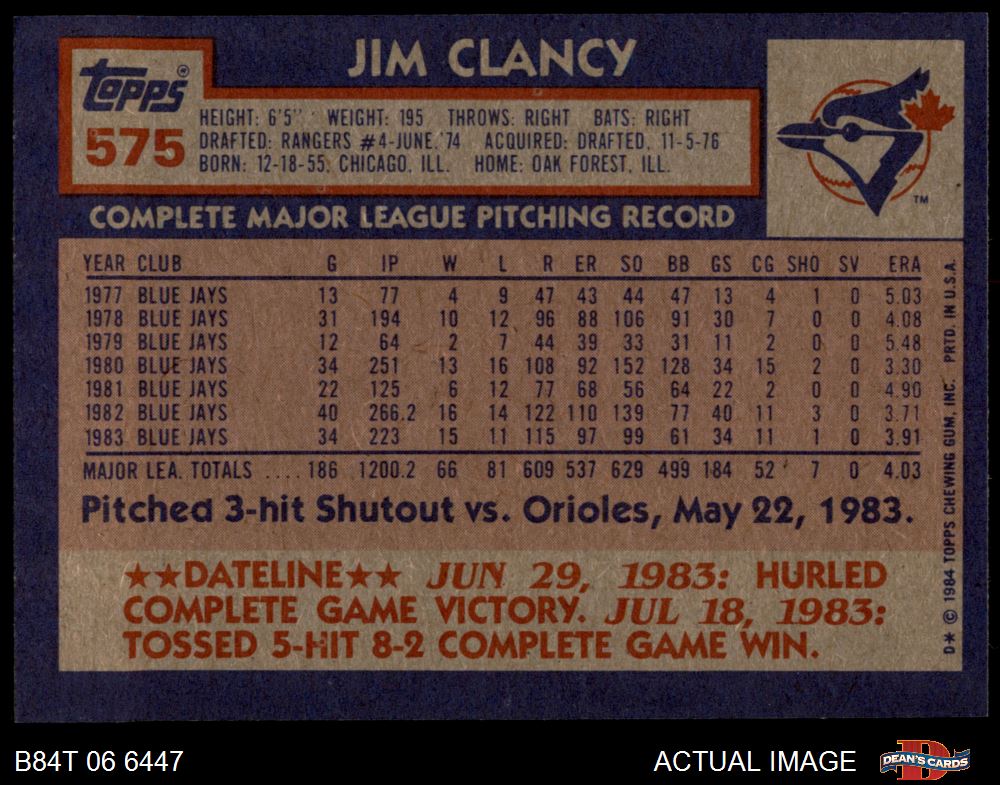 JIM CLANCY
TOPPS®
575
HEIGHT: 6'5" WEIGHT: 195 THROWS: RIGHT BATS: RIGHT
DRAFTED: RANGERS #4-JUNE, '74 ACQUIRED: DRAFTED, 11-5-76
BORN: 12-18-55, CHICAGO, ILL. HOME: OAK FOREST, ILL.
TM
COMPLETE MAJOR LEAGUE PITCHING RECORD
YEAR CLUB G IP W L R ER SO BB GS CG SHO SV ERA
1977 BLUE JAYS 13 77 4 9 47 43 44 47 13 4 1 0 5.03
1978 BLUE JAYS 31 194 10 12 96 88 106 91 30 7 0 0 4.08
1979 BLUE JAYS 12 64 2 7 44 39 33 31 11 2 0 0 5.48
1980 BLUE JAYS 34 251 13 16 108 92 152 128 34 15 2 0 3.30
1981 BLUE JAYS 22 125 6 12 77 68 56 64 22 2 0 0 4.90
1982 BLUE JAYS 40 266.2 16 14 122 110 139 77 40 11 3 0 3.71
1983 BLUE JAYS 34 223 15 11 115 97 99 61 34 11 1 0 3.91
MAJOR LEA. TOTALS .... 186 1200.2 66 81 609 537 629 499 184 52 7 0 4.03
Pitched 3-hit Shutout vs. Orioles, May 22, 1983.
★★DATELINE★★ JUN 29, 1983: HURLED
COMPLETE GAME VICTORY. JUL 18, 1983:
TOSSED 5-HIT 8-2 COMPLETE GAME WIN.
D* © 1984 TOPPS CHEWING GUM, INC. PRTD. IN U.S.A.
B84T 06 6447
ACTUAL IMAGE
D
DEAN'S CARDS